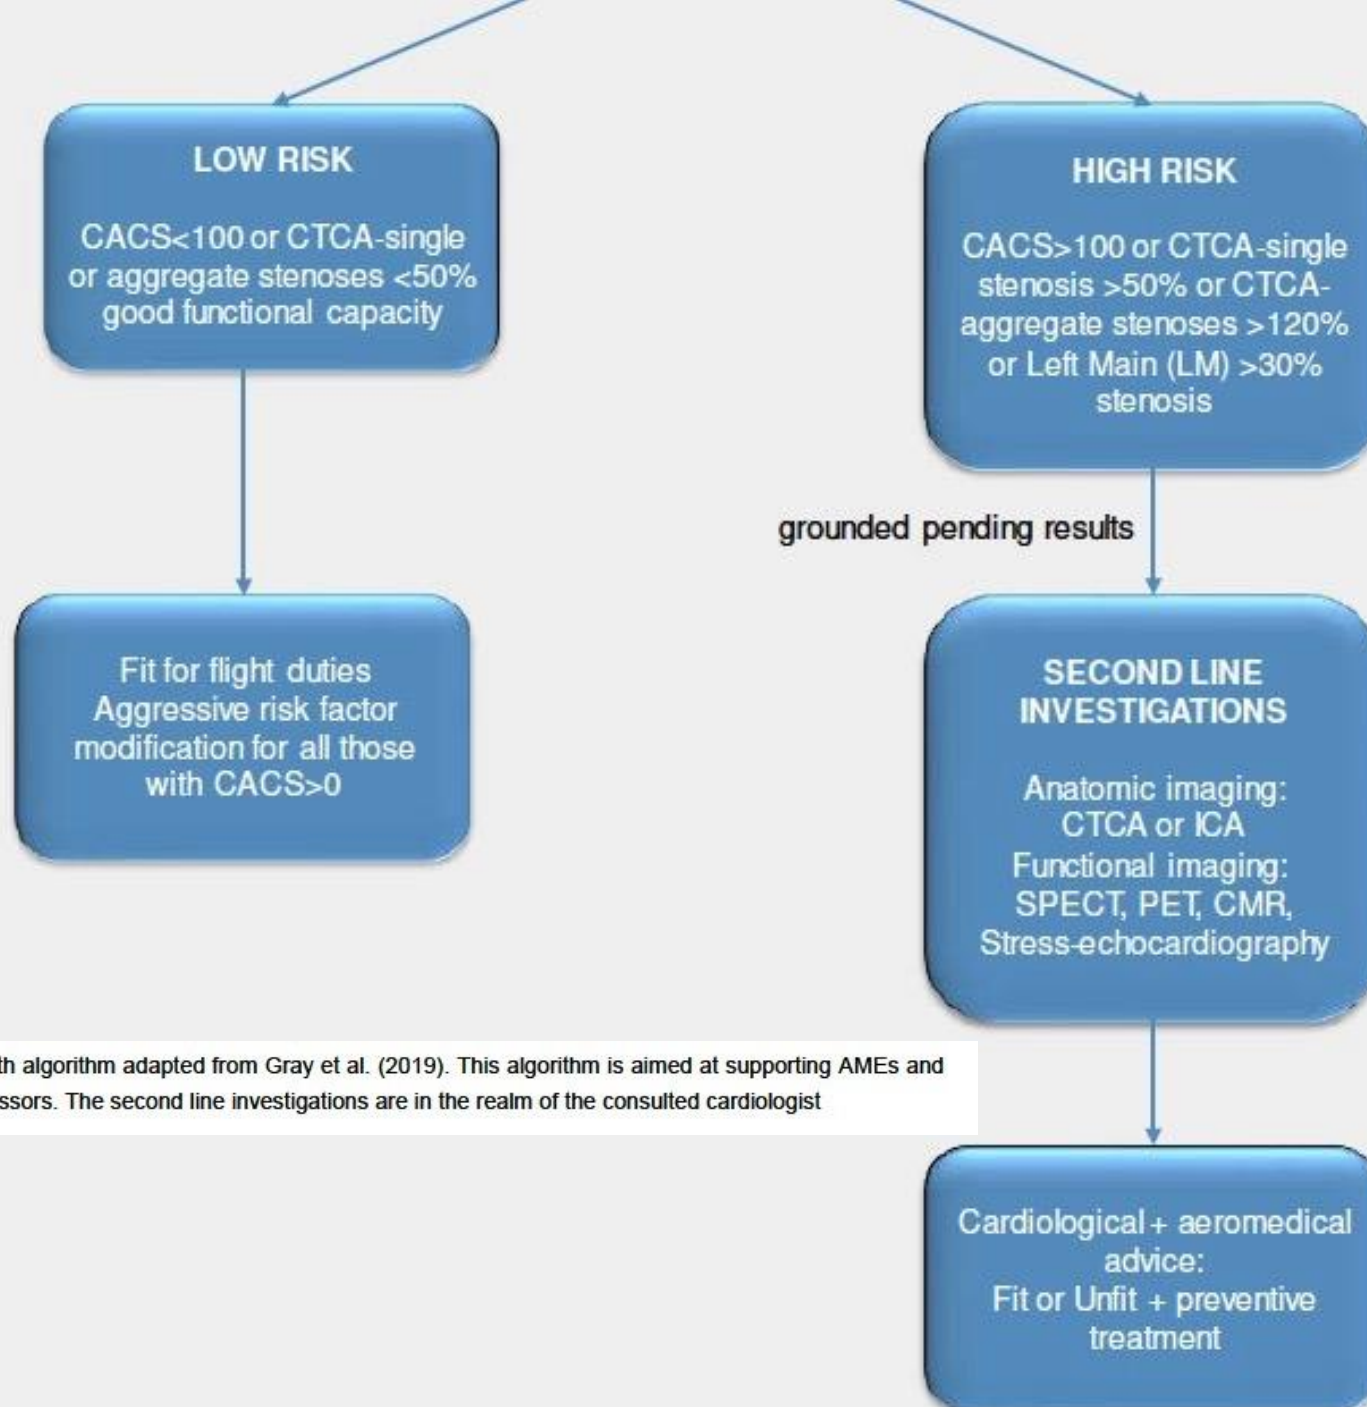 LOW RISK
CACS<100 or CTCA-single
or aggregate stenoses <50%
good functional capacity
HIGH RISK
CACS>100 or CTCA-single
stenosis >50% or CTCA-
aggregate stenoses >120%
or Left Main (LM) >30%
stenosis
grounded pending results
Fit for flight duties
Aggressive risk factor
modification for all those
with CACS>0
SECOND LINE
INVESTIGATIONS
Anatomic imaging:
CTCA or ICA
Functional imaging:
SPECT, PET, CMR,
Stress-echocardiography
algorithm adapted from Gray et al. (2019). This algorithm is aimed at supporting AMEs and
The second line investigations are in the realm of the consulted cardiologist
Cardiological + aeromedical
advice:
Fit or Unfit + preventive
treatment